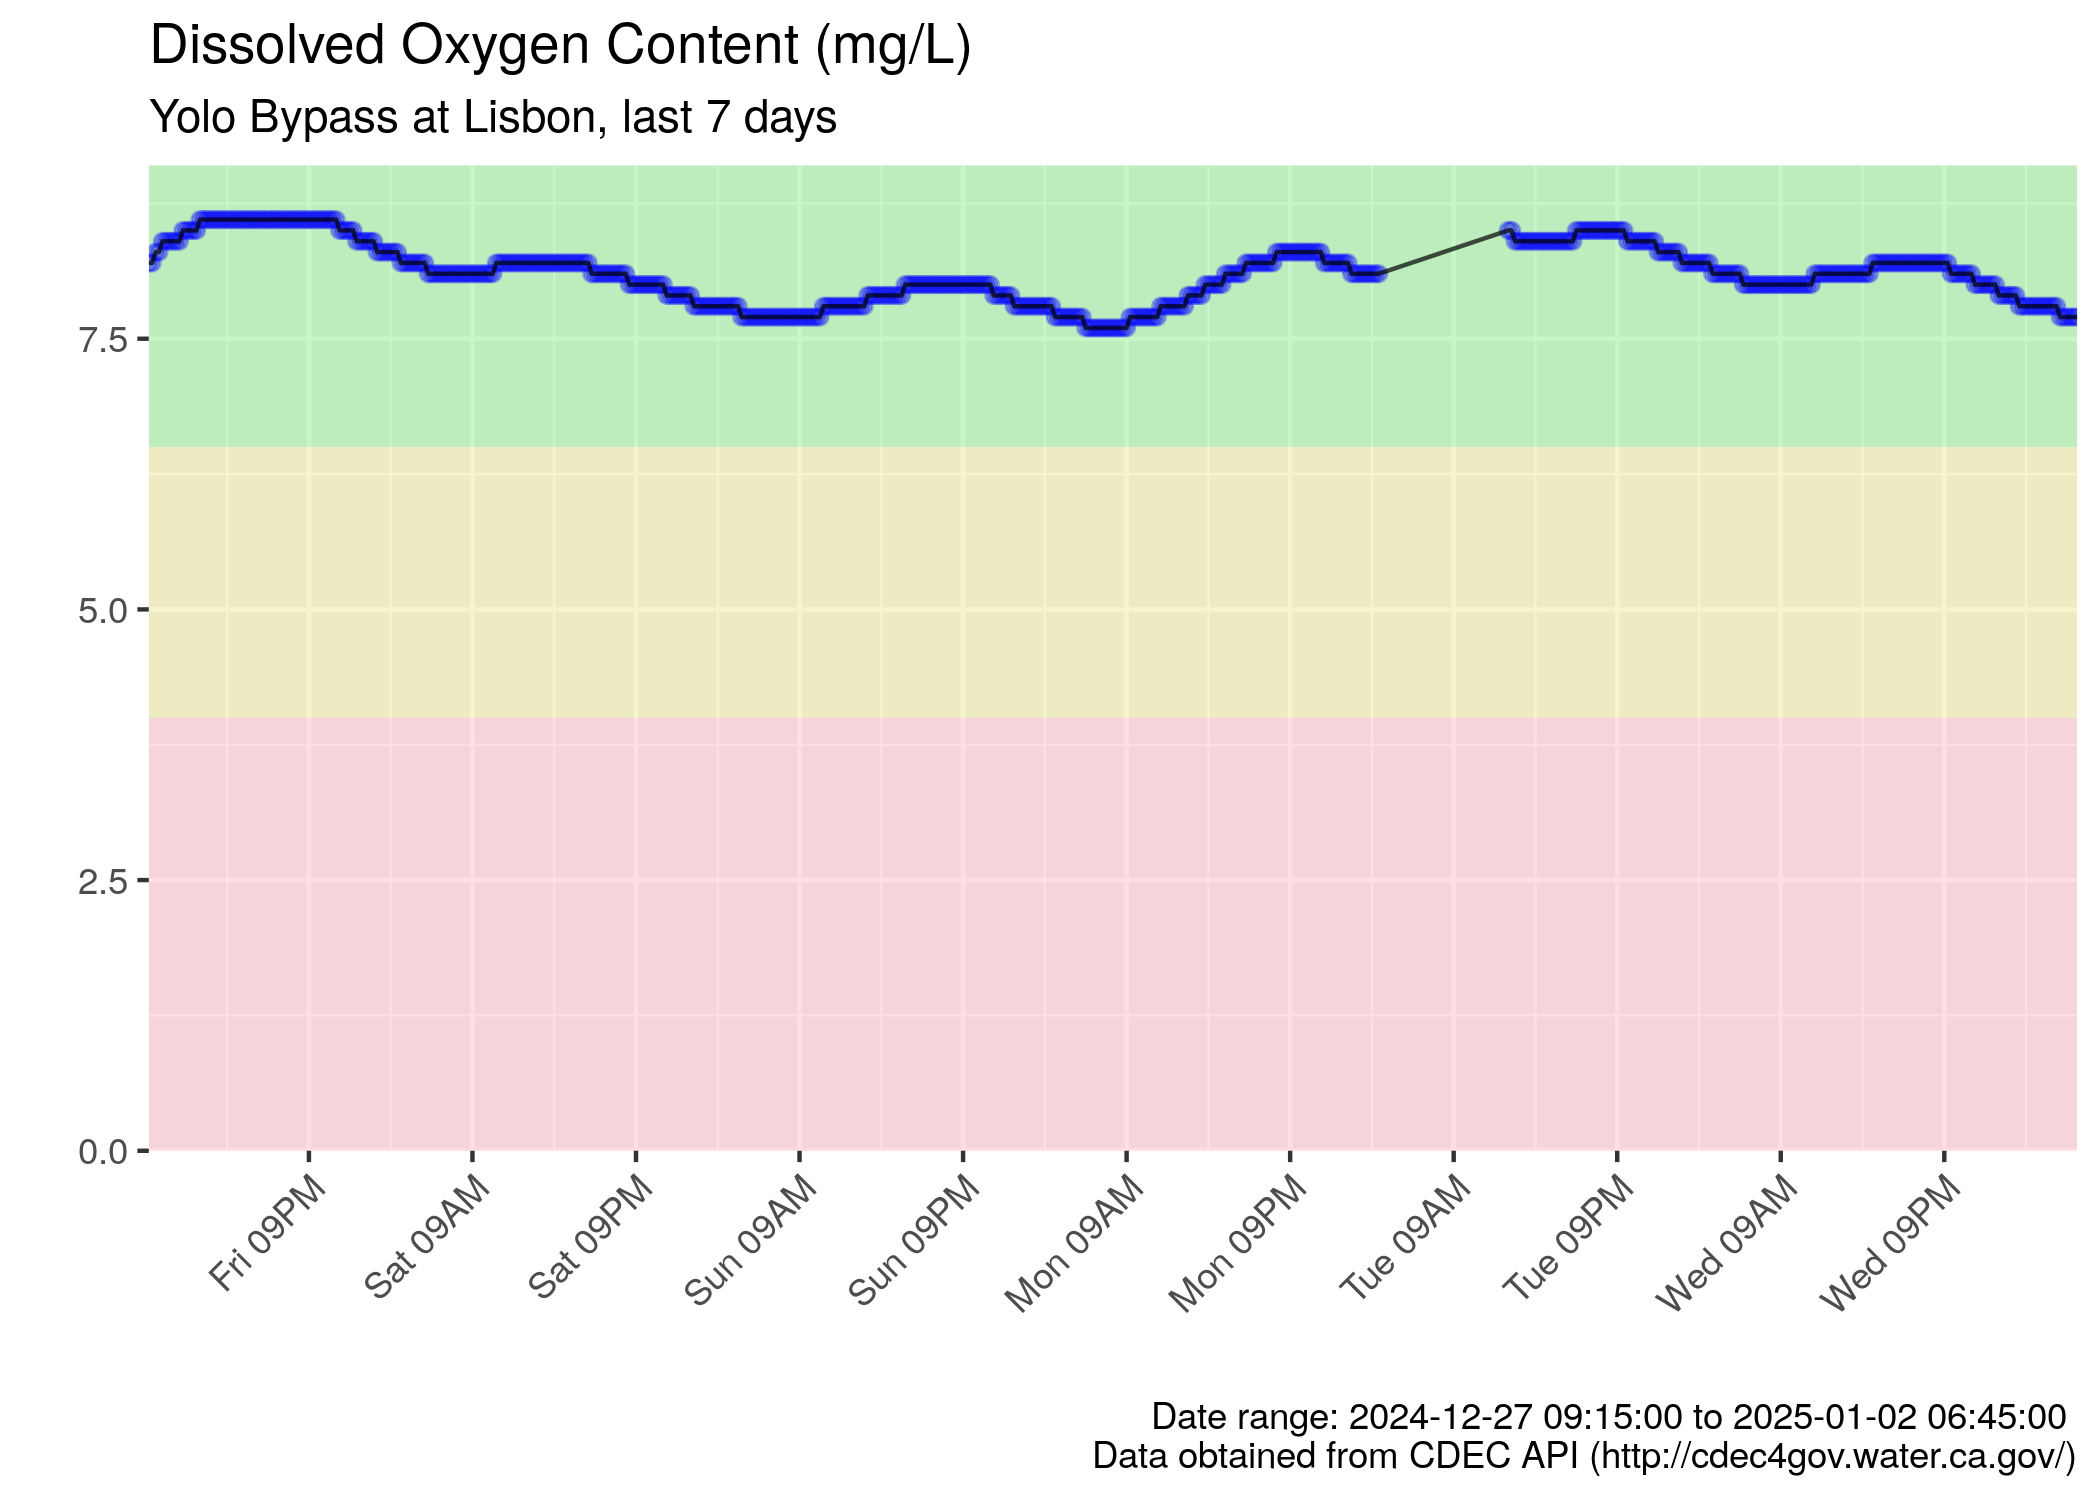 Dissolved Oxygen Content (mg/L)
Yolo Bypass at Lisbon, last 7 days
7.5
5.0
2.5
0.0
Fri 09PM
Sat 09AM
Sat 09PM
Sun 09AM
Sun 09PM
Mon 09AM
Mon 09PM
Tue 09AM
Tue 09PM
Wed 09AM
Wed 09PM
Date range: 2024-12-27 09:15:00 to 2025-01-02 06:45:00
Data obtained from CDEC API (http://cdec4gov.water.ca.gov/)